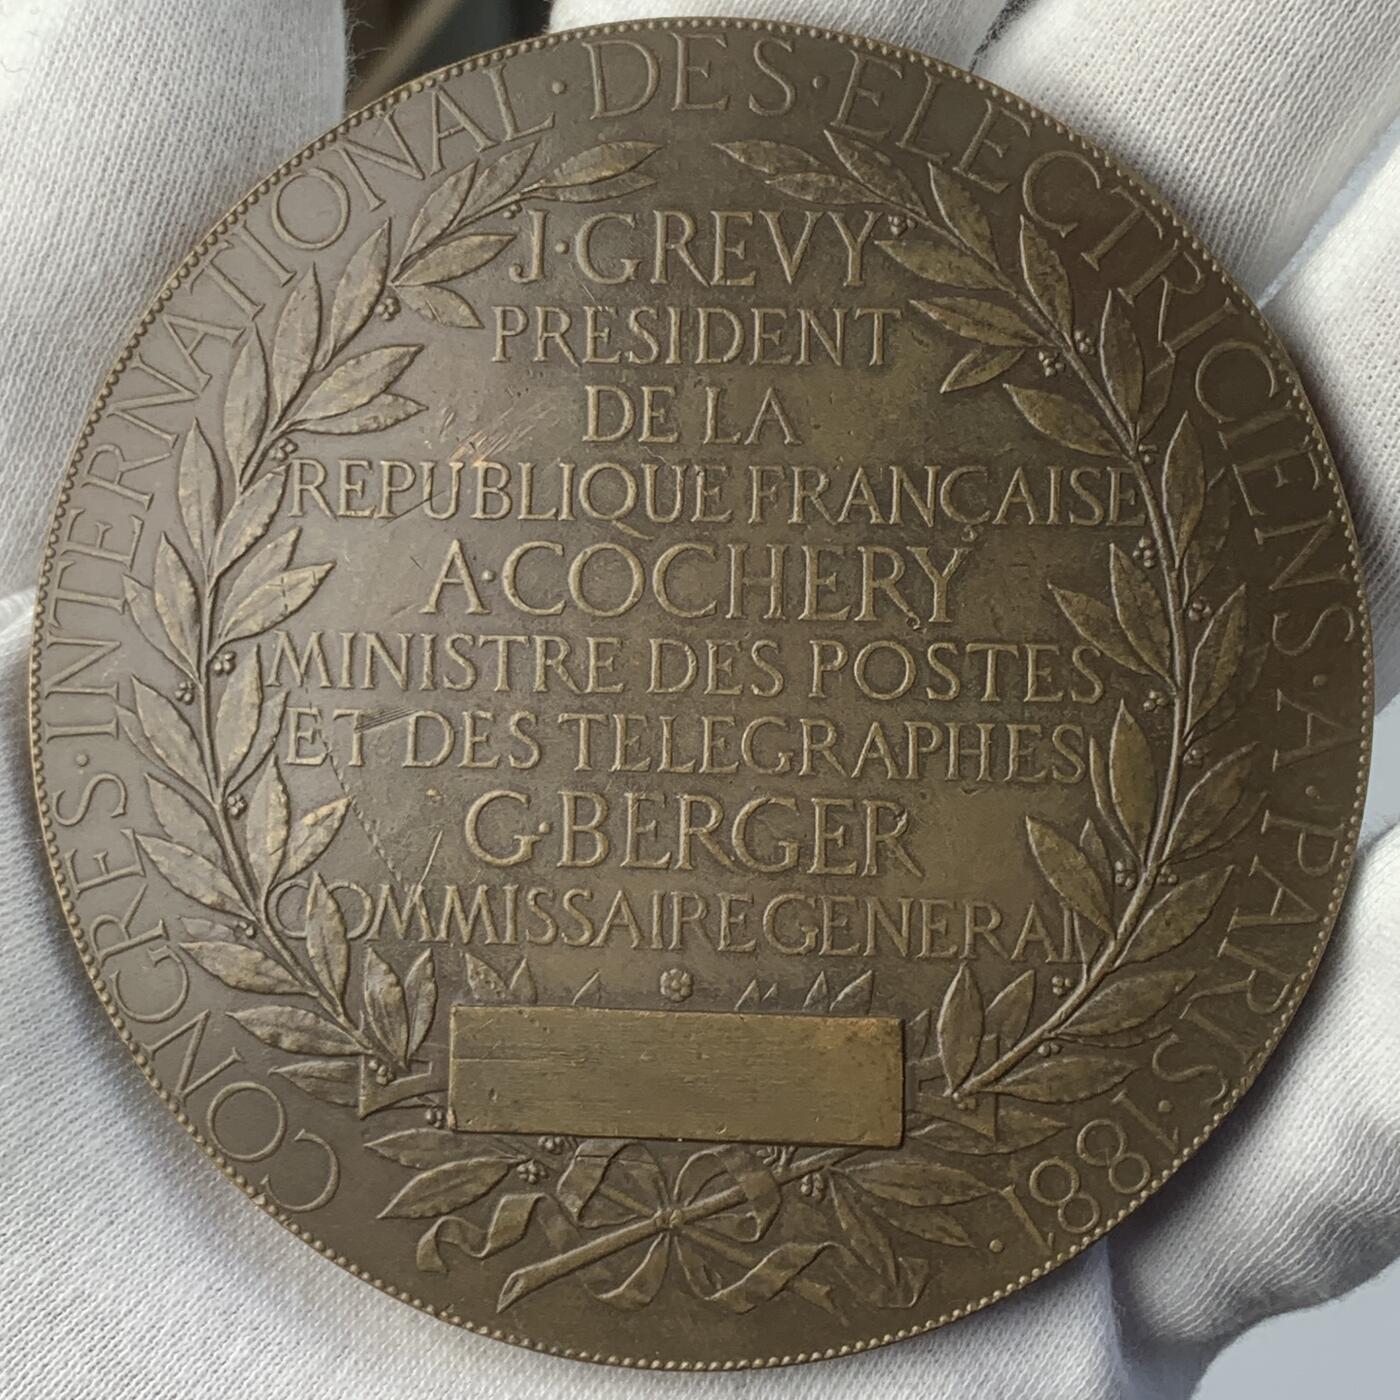 CONGRES·INTERNATIONAL·DES·ELECTRICIENS·A·PARIS·1881·
J·GREVY
PRESIDENT
DE LA
REPUBLIQUE FRANÇAISE
A·COCHERY
MINISTRE DES POSTES
ET DES TELEGRAPHES
G·BERGER
COMMISSAIRE GENERAL